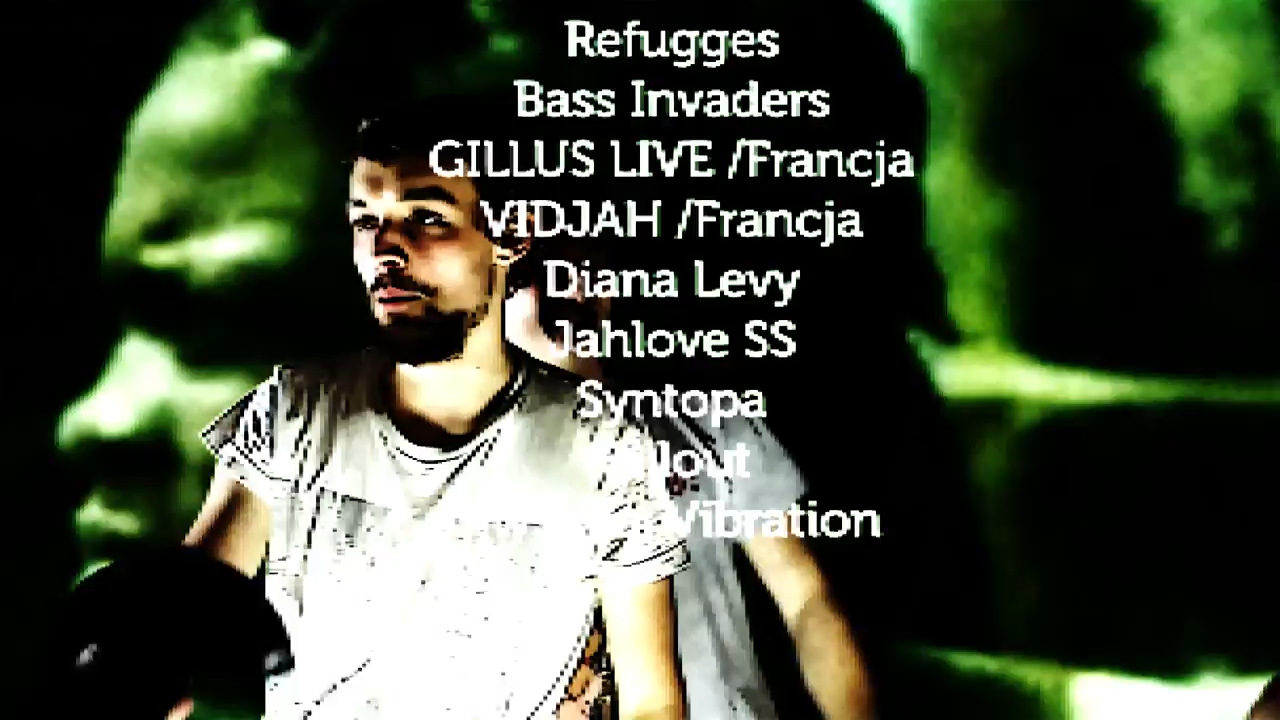 Refugges
Bass Invaders
GILLUS LIVE /Francja
VIDJAH /Francja
Diana Levy
Jahlove SS
Syntopa
Vibration